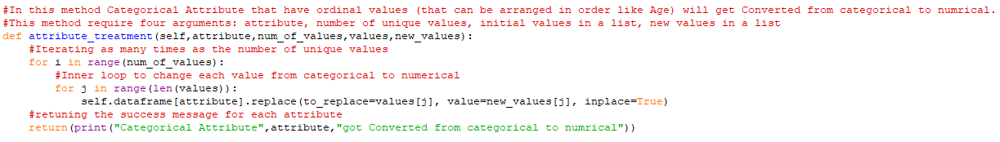 #In this method Categorical Attribute that have ordinal values (that can be arranged in order like Age) will get Converted from categorical to numrical.
#This method require four arguments: attribute, number of unique values, initial values in a list, new values in a list
def attribute_treatment(self,attribute,num_of_values,values,new_values):
    #Iterating as many times as the number of unique values
    for i in range(num_of_values):
        #Inner loop to change each value from categorical to numerical
        for j in range(len(values)):
            self.dataframe[attribute].replace(to_replace=values[j], value=new_values[j], inplace=True)
    #retuning the success message for each attribute
    return(print("Categorical Attribute",attribute,"got Converted from categorical to numrical"))